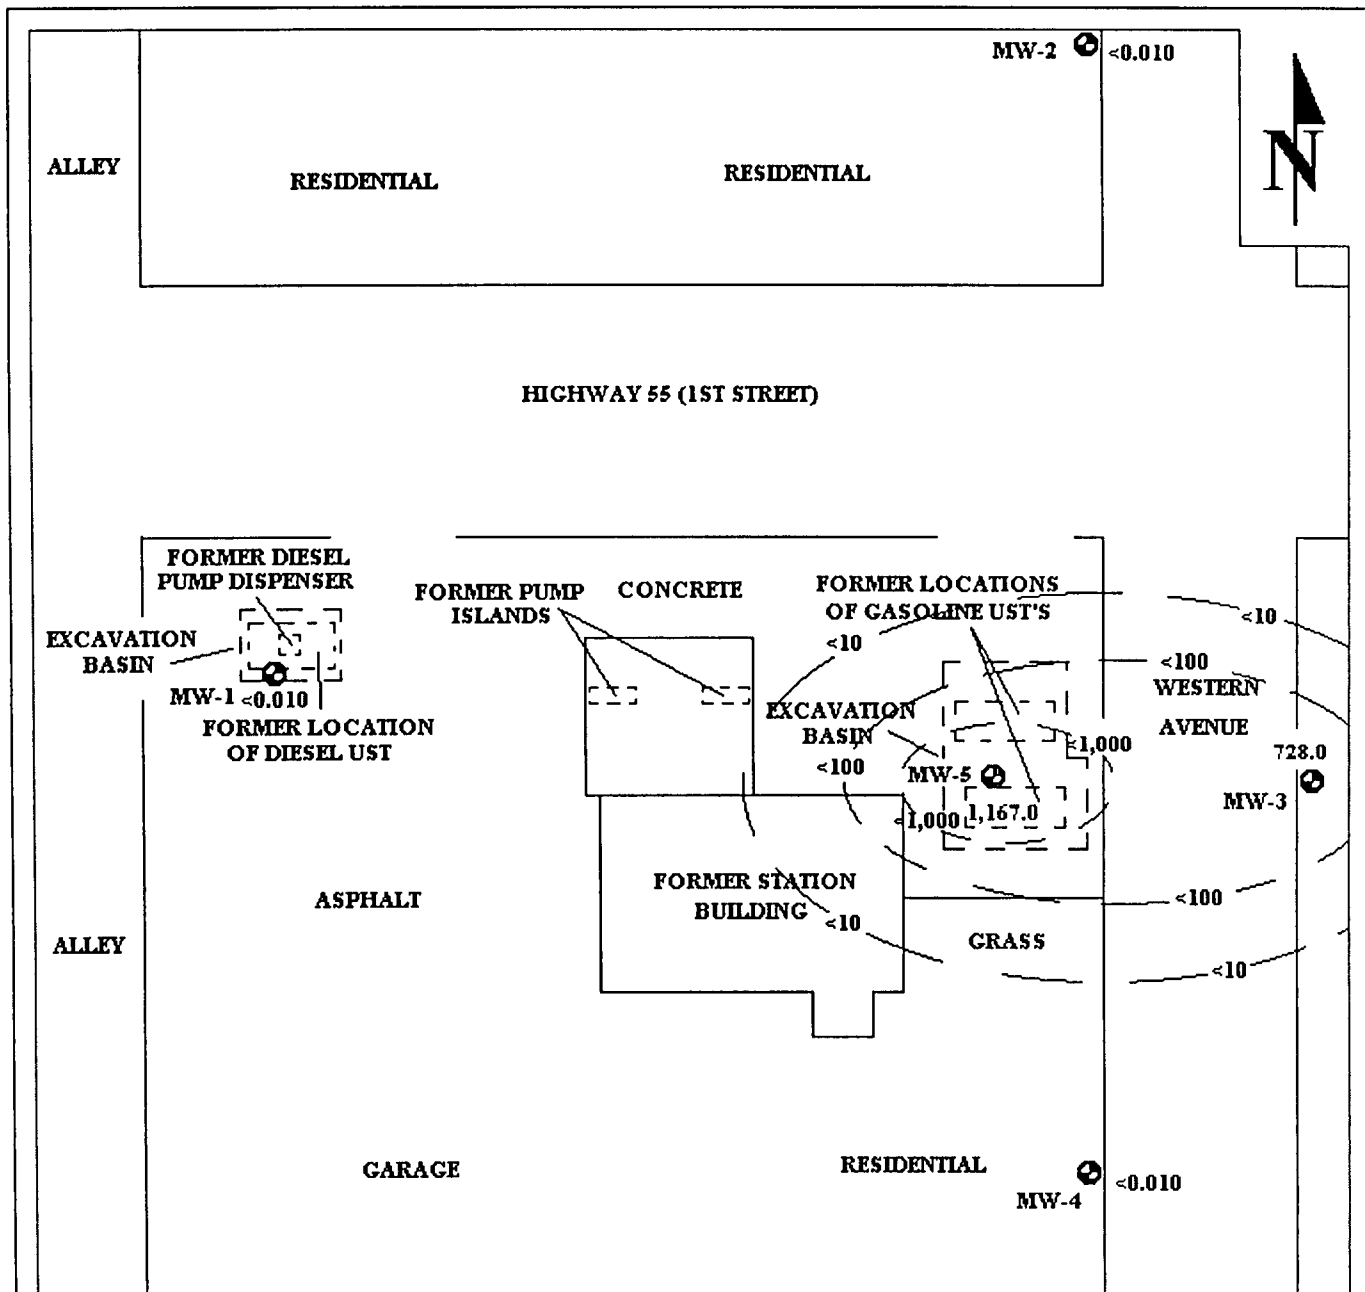 MW-2 <0.010
N
ALLEY
RESIDENTIAL
RESIDENTIAL
HIGHWAY 55 (1ST STREET)
FORMER DIESEL
PUMP DISPENSER
EXCAVATION
BASIN
MW-1 <0.010
FORMER LOCATION
OF DIESEL UST
FORMER PUMP
ISLANDS
CONCRETE
FORMER LOCATIONS
OF GASOLINE UST'S
<10
<10
<100
WESTERN
AVENUE
EXCAVATION
BASIN
<100
<1,000
MW-5
<1,000
1,167.0
728.0
MW-3
FORMER STATION
BUILDING
<10
<100
<10
GRASS
ASPHALT
ALLEY
GARAGE
RESIDENTIAL
<0.010
MW-4